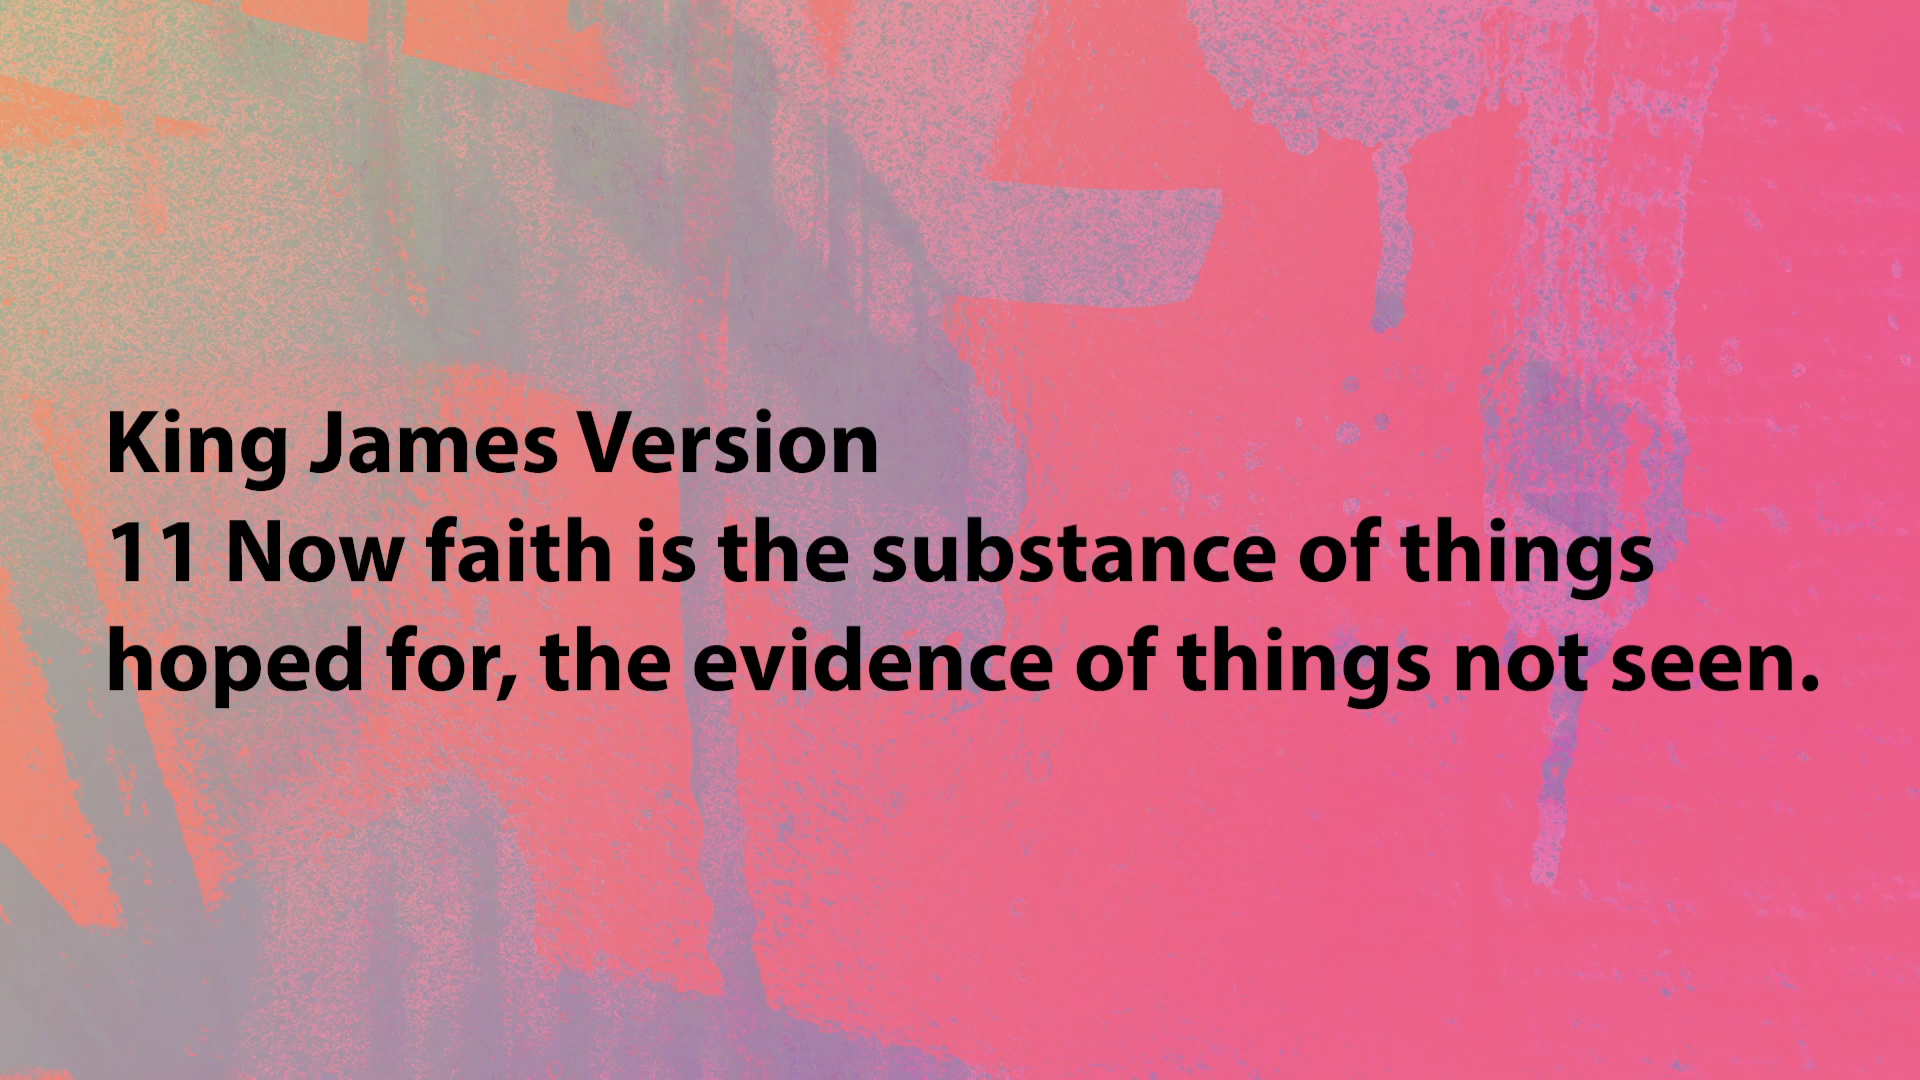 King James Version
11 Now faith is the substance of things
hoped for, the evidence of things not seen.